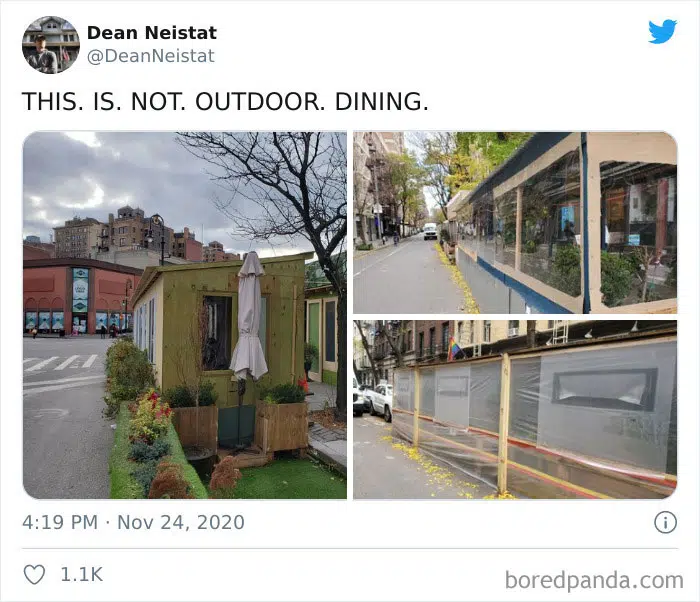 Dean Neistat
@DeanNeistat
THIS. IS. NOT. OUTDOOR. DINING.
4:19 PM · Nov 24, 2020
1.1K
boredpanda.com